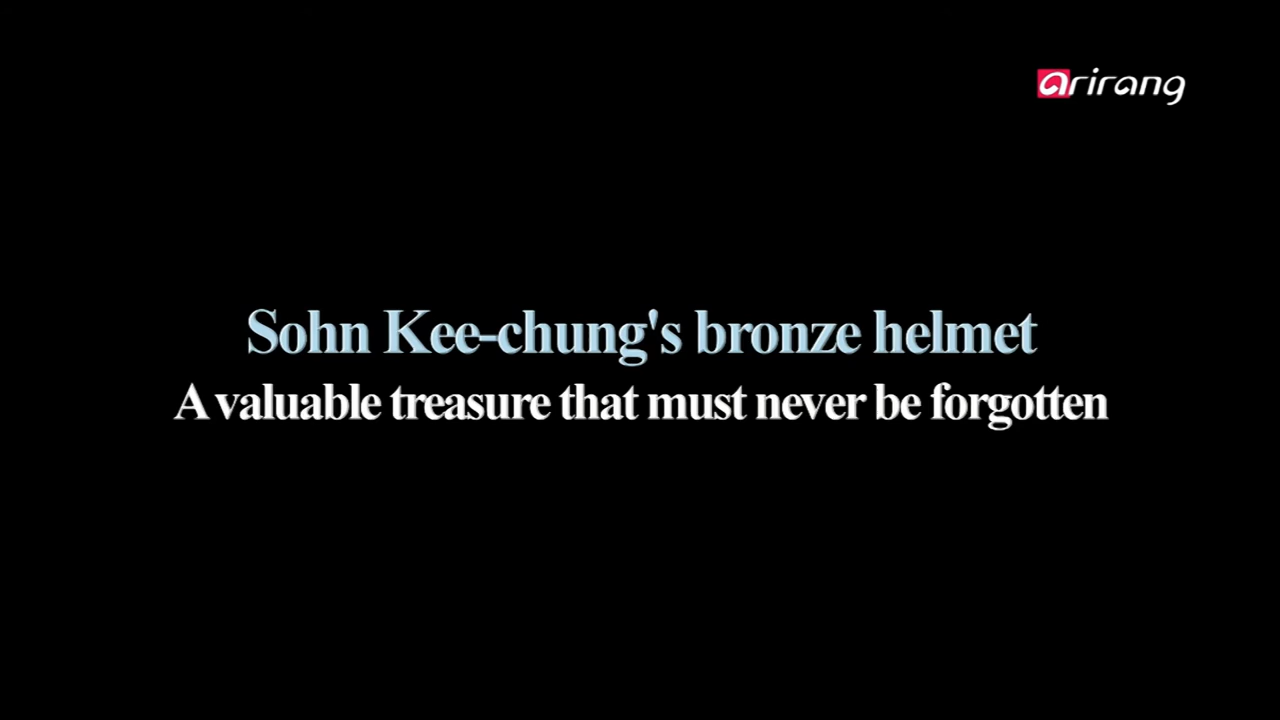 arirang
Sohn Kee-chung's bronze helmet
A valuable treasure that must never be forgotten